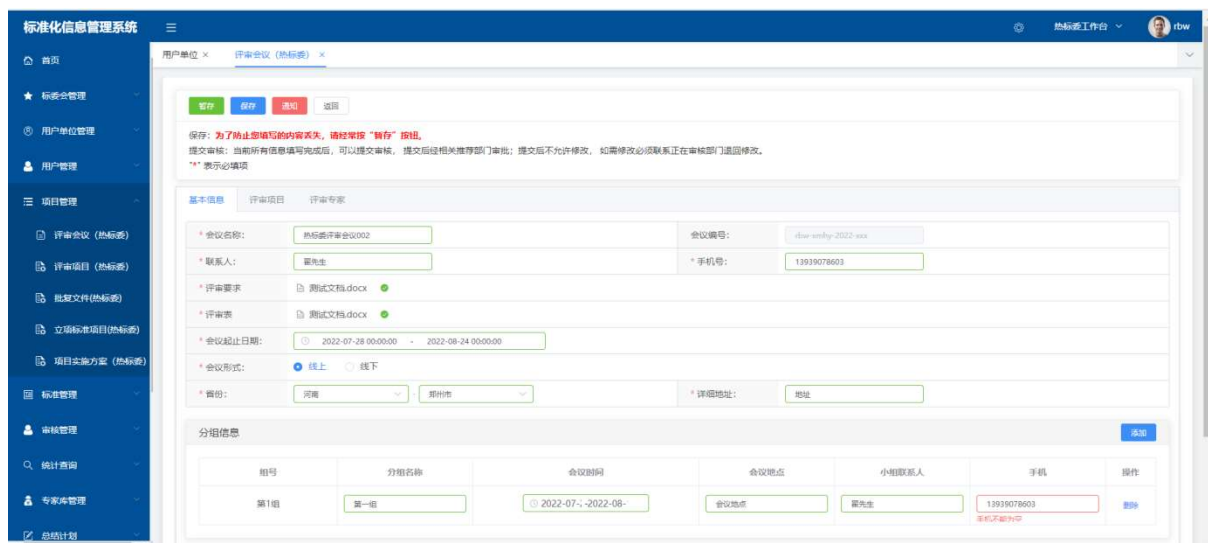 标准化信息管理系统
热标委工作台
rbw
首页
用户单位 ×
评审会议（热标委） ×
标委会管理
用户单位管理
用户管理
项目管理
评审会议（热标委）
评审项目（热标委）
批复文件(热标委)
立项标准项目(热标委)
项目实施方案（热标委）
标准管理
审核管理
统计查询
专家库管理
总结计划
暂存
保存
通知
返回
保存：为了防止您填写的内容丢失，请经常按“暂存”按钮。
提交审核：当前所有信息填写完成后，可以提交审核，提交后经相关推荐部门审批；提交后不允许修改，如需修改必须联系正在审核部门退回修改。
"*" 表示必填项
基本信息 评审项目 评审专家
* 会议名称： 热标委评审会议002 会议编号： rbw-smhy-2022-xxx
* 联系人： 翟先生 * 手机号： 13939078603
* 评审要求 测试文档.docx
* 评审表 测试文档.docx
* 会议起止日期： 2022-07-28 00:00:00 - 2022-08-24 00:00:00
* 会议形式： 线上 线下
* 省份： 河南 - 郑州市 * 详细地址： 地址
分组信息
添加
组号 分组名称 会议时间 会议地点 小组联系人 手机 操作
第1组 第一组 2022-07-: -2022-08- 会议地点 翟先生 13939078603 删除
手机不能为空